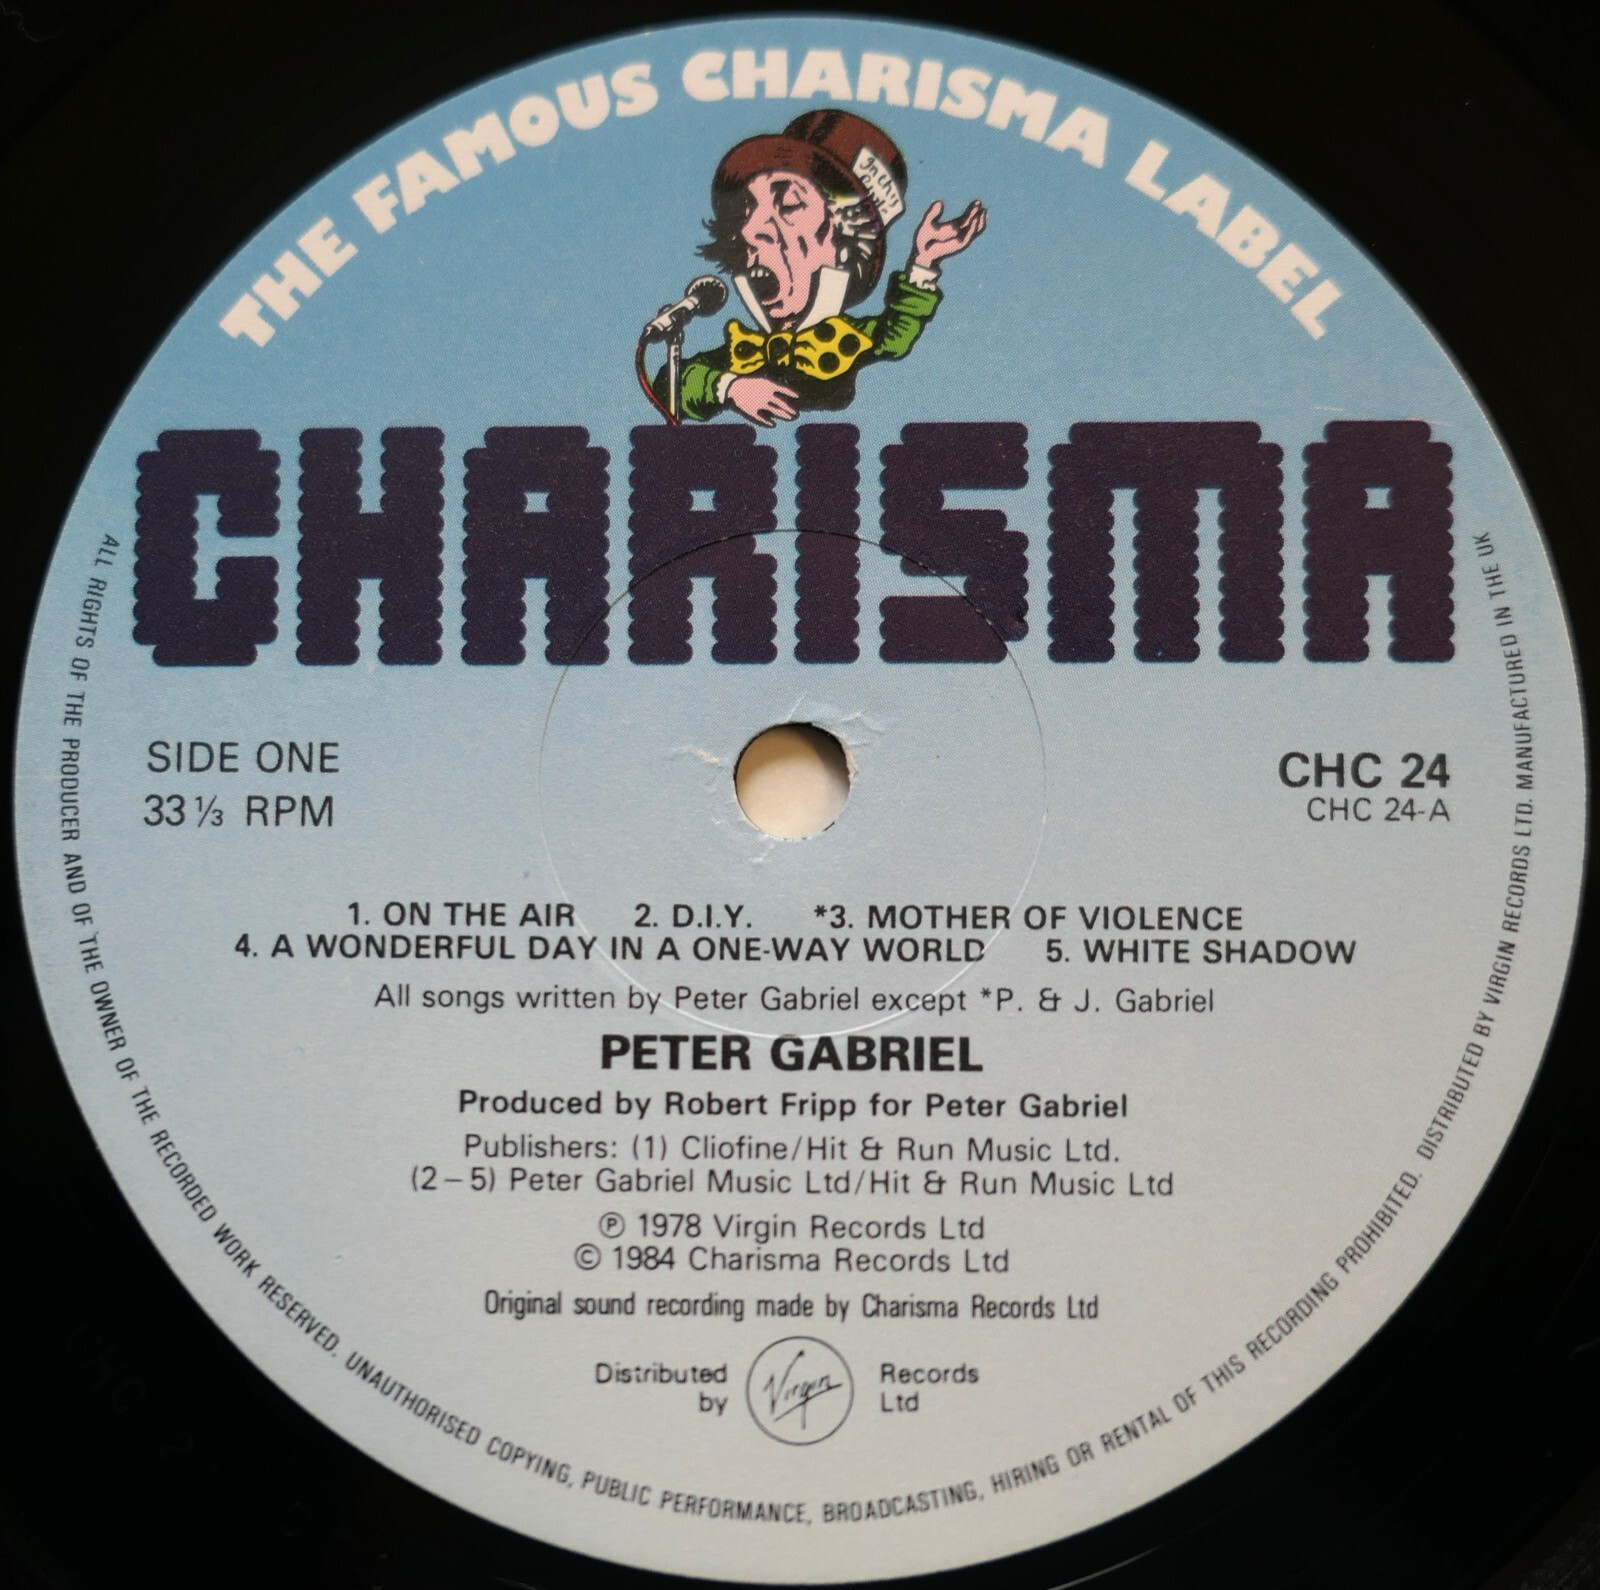 THE FAMOUS CHARISMA LABEL
In this
CHARISMA
SIDE ONE
33 ⅓ RPM
CHC 24
CHC 24-A
1. ON THE AIR 2. D.I.Y. *3. MOTHER OF VIOLENCE
4. A WONDERFUL DAY IN A ONE-WAY WORLD 5. WHITE SHADOW
All songs written by Peter Gabriel except *P. & J. Gabriel
PETER GABRIEL
Produced by Robert Fripp for Peter Gabriel
Publishers: (1) Cliofine/Hit & Run Music Ltd.
(2–5) Peter Gabriel Music Ltd/Hit & Run Music Ltd
℗ 1978 Virgin Records Ltd
© 1984 Charisma Records Ltd
Original sound recording made by Charisma Records Ltd
Distributed by Virgin Records Ltd
ALL RIGHTS OF THE PRODUCER AND OF THE OWNER OF THE RECORDED WORK RESERVED. UNAUTHORISED COPYING, PUBLIC PERFORMANCE, BROADCASTING, HIRING OR RENTAL OF THIS RECORDING PROHIBITED. DISTRIBUTED BY VIRGIN RECORDS LTD. MANUFACTURED IN THE UK